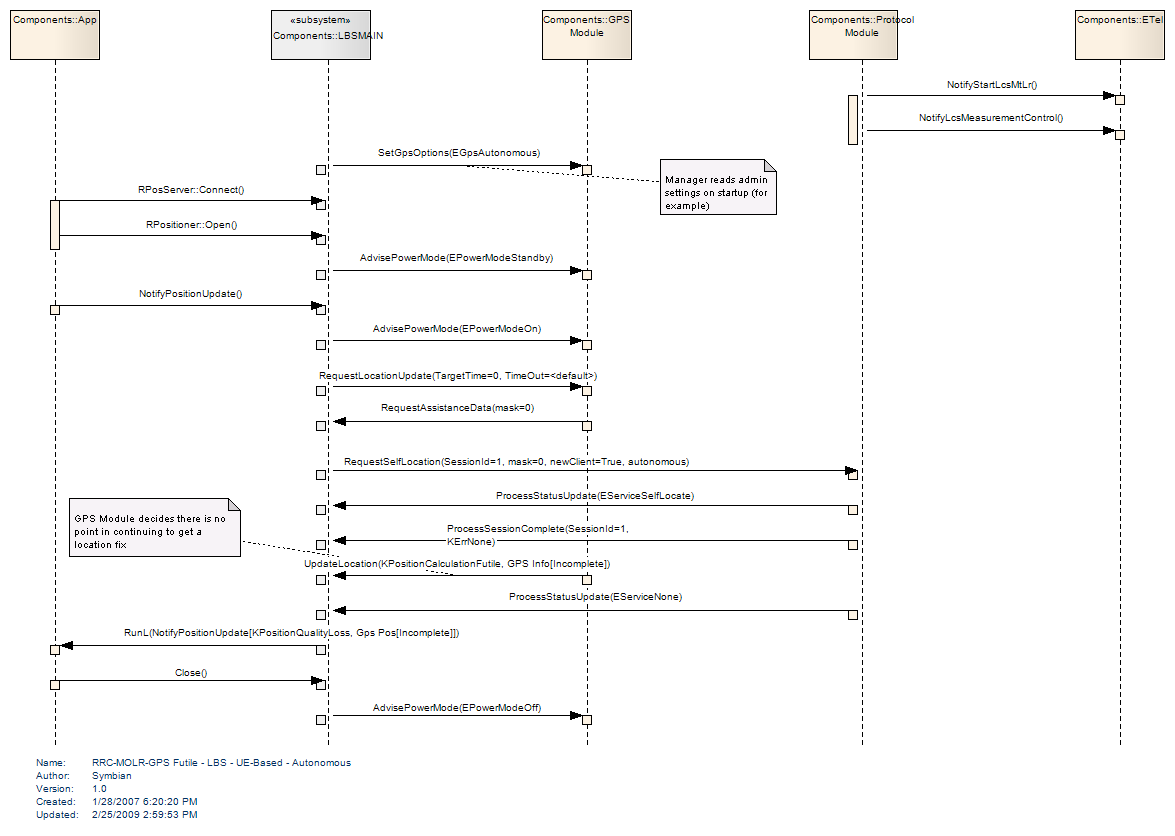 Components::App
«subsystem»
Components::LBSMAIN
Components::GPS
Module
Components::Protocol
Module
Components::ETel
NotifyStartLcsMtLr()
NotifyLcsMeasurementControl()
SetGpsOptions(EGpsAutonomous)
Manager reads admin
settings on startup (for
example)
RPosServer::Connect()
RPositioner::Open()
AdvisePowerMode(EPowerModeStandby)
NotifyPositionUpdate()
AdvisePowerMode(EPowerModeOn)
RequestLocationUpdate(TargetTime=0, TimeOut=<default>)
RequestAssistanceData(mask=0)
RequestSelfLocation(SessionId=1, mask=0, newClient=True, autonomous)
ProcessStatusUpdate(EServiceSelfLocate)
GPS Module decides there is no
point in continuing to get a
location fix
ProcessSessionComplete(SessionId=1,
KErrNone)
UpdateLocation(KPositionCalculationFutile, GPS Info[Incomplete])
ProcessStatusUpdate(EServiceNone)
RunL(NotifyPositionUpdate[KPositionQualityLoss, Gps Pos[Incomplete]])
Close()
AdvisePowerMode(EPowerModeOff)
Name: RRC-MOLR-GPS Futile - LBS - UE-Based - Autonomous
Author: Symbian
Version: 1.0
Created: 1/28/2007 6:20:20 PM
Updated: 2/25/2009 2:59:53 PM